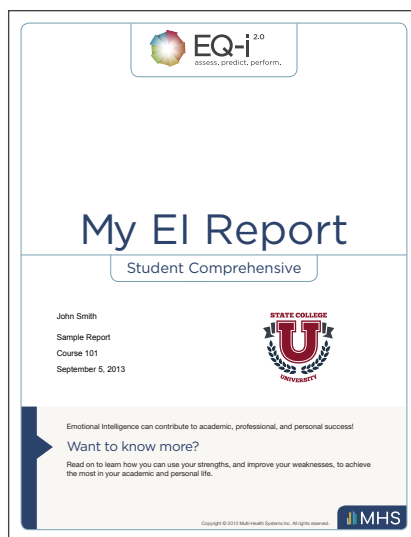 EQ-i 2.0
assess. predict. perform.
My EI Report
Student Comprehensive
John Smith
Sample Report
Course 101
September 5, 2013
STATE COLLEGE
U
UNIVERSITY
Emotional Intelligence can contribute to academic, professional, and personal success!
Want to know more?
Read on to learn how you can use your strengths, and improve your weaknesses, to achieve
the most in your academic and personal life.
Copyright © 2013 Multi-Health Systems Inc. All rights reserved.
MHS